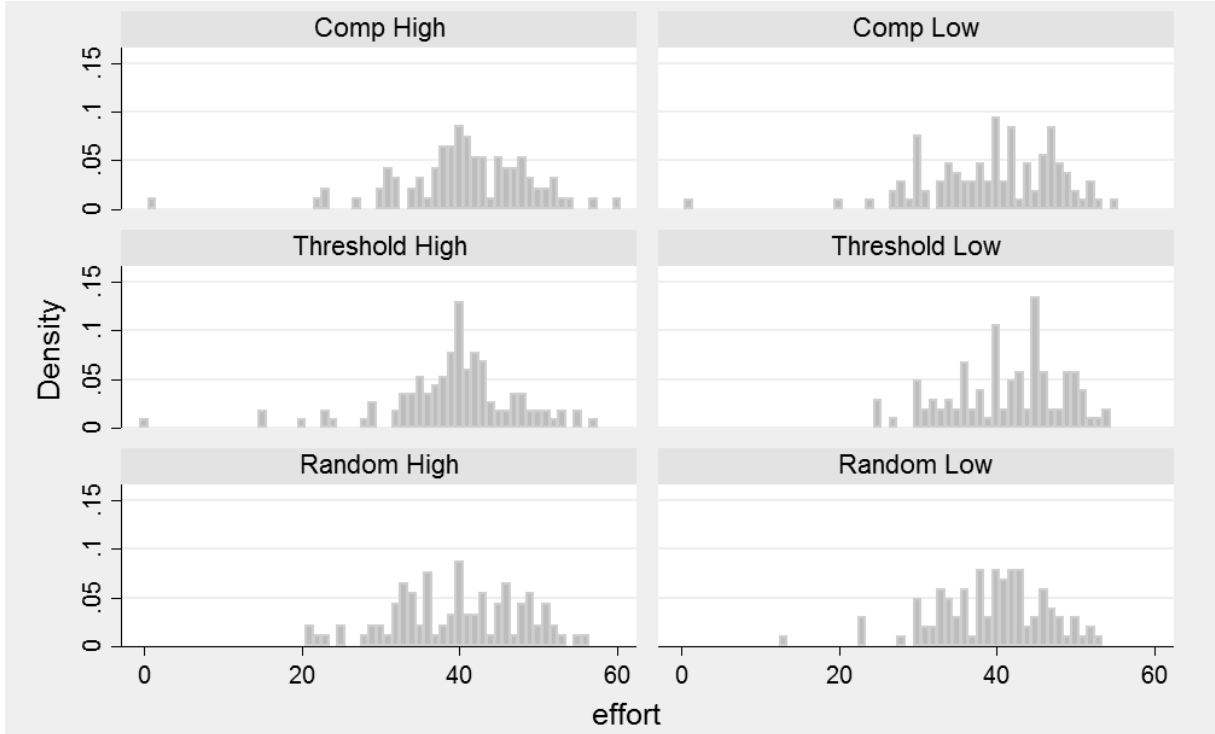 Comp High
Comp Low
.15
.1
.05
0
Threshold High
Threshold Low
.15
.1
.05
0
Density
Random High
Random Low
.15
.1
.05
0
0 20 40 60
0 20 40 60
effort